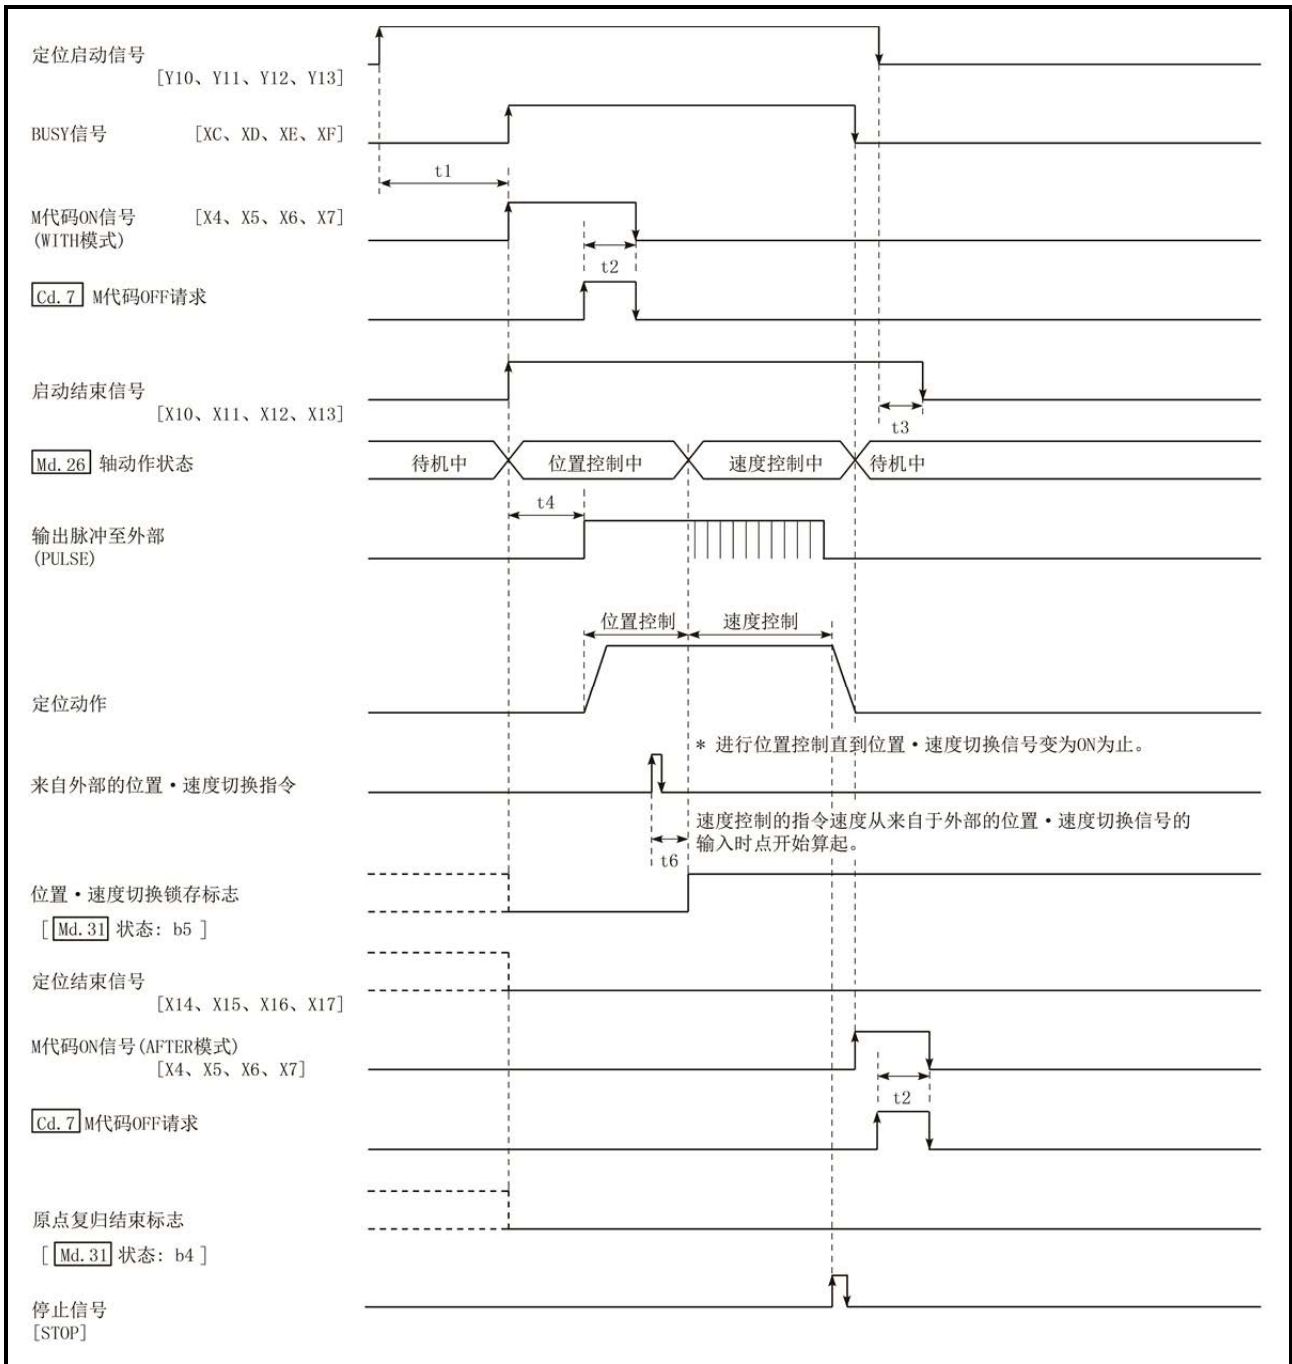 定位启动信号
[Y10、Y11、Y12、Y13]
BUSY信号 [XC、XD、XE、XF]
t1
M代码ON信号 [X4、X5、X6、X7]
(WITH模式)
t2
Cd.7 M代码OFF请求
启动结束信号
[X10、X11、X12、X13]
t3
Md.26 轴动作状态 待机中 位置控制中 速度控制中 待机中
t4
输出脉冲至外部
(PULSE)
位置控制 速度控制
定位动作
* 进行位置控制直到位置·速度切换信号变为ON为止。
来自外部的位置·速度切换指令
速度控制的指令速度从来自于外部的位置·速度切换信号的
输入时点开始算起。
t6
位置·速度切换锁存标志
[ Md.31 状态: b5 ]
定位结束信号
[X14、X15、X16、X17]
M代码ON信号(AFTER模式)
[X4、X5、X6、X7]
t2
Cd.7 M代码OFF请求
原点复归结束标志
[ Md.31 状态: b4 ]
停止信号
[STOP]